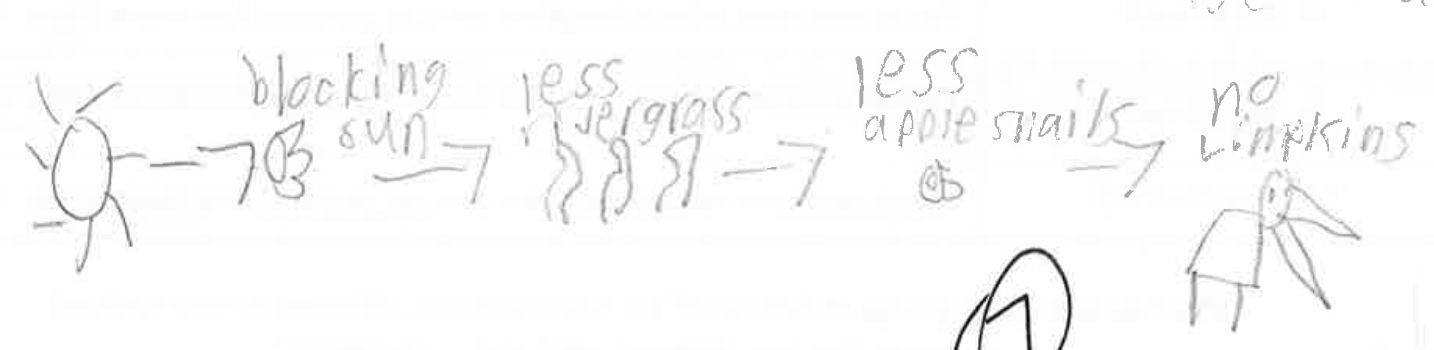 blocking
sun
less
rivergrass
less
apple snails
no
Limpkins